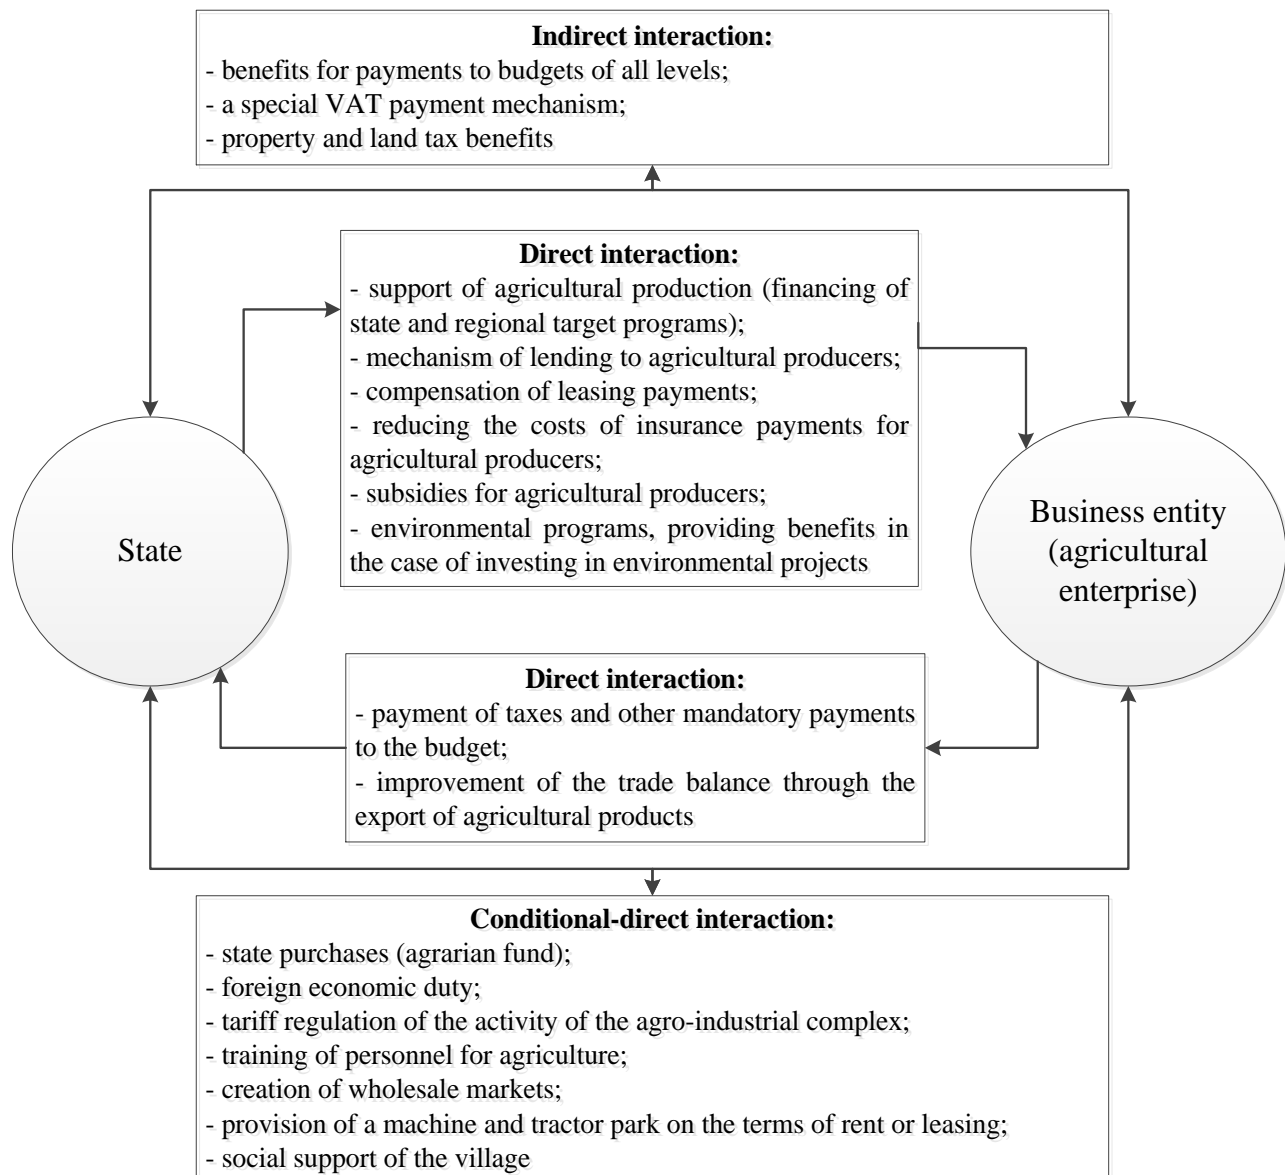 Indirect interaction:
- benefits for payments to budgets of all levels;
- a special VAT payment mechanism;
- property and land tax benefits
Direct interaction:
- support of agricultural production (financing of
state and regional target programs);
- mechanism of lending to agricultural producers;
- compensation of leasing payments;
- reducing the costs of insurance payments for
agricultural producers;
- subsidies for agricultural producers;
- environmental programs, providing benefits in
the case of investing in environmental projects
State
Business entity
(agricultural
enterprise)
Direct interaction:
- payment of taxes and other mandatory payments
to the budget;
- improvement of the trade balance through the
export of agricultural products
Conditional-direct interaction:
- state purchases (agrarian fund);
- foreign economic duty;
- tariff regulation of the activity of the agro-industrial complex;
- training of personnel for agriculture;
- creation of wholesale markets;
- provision of a machine and tractor park on the terms of rent or leasing;
- social support of the village